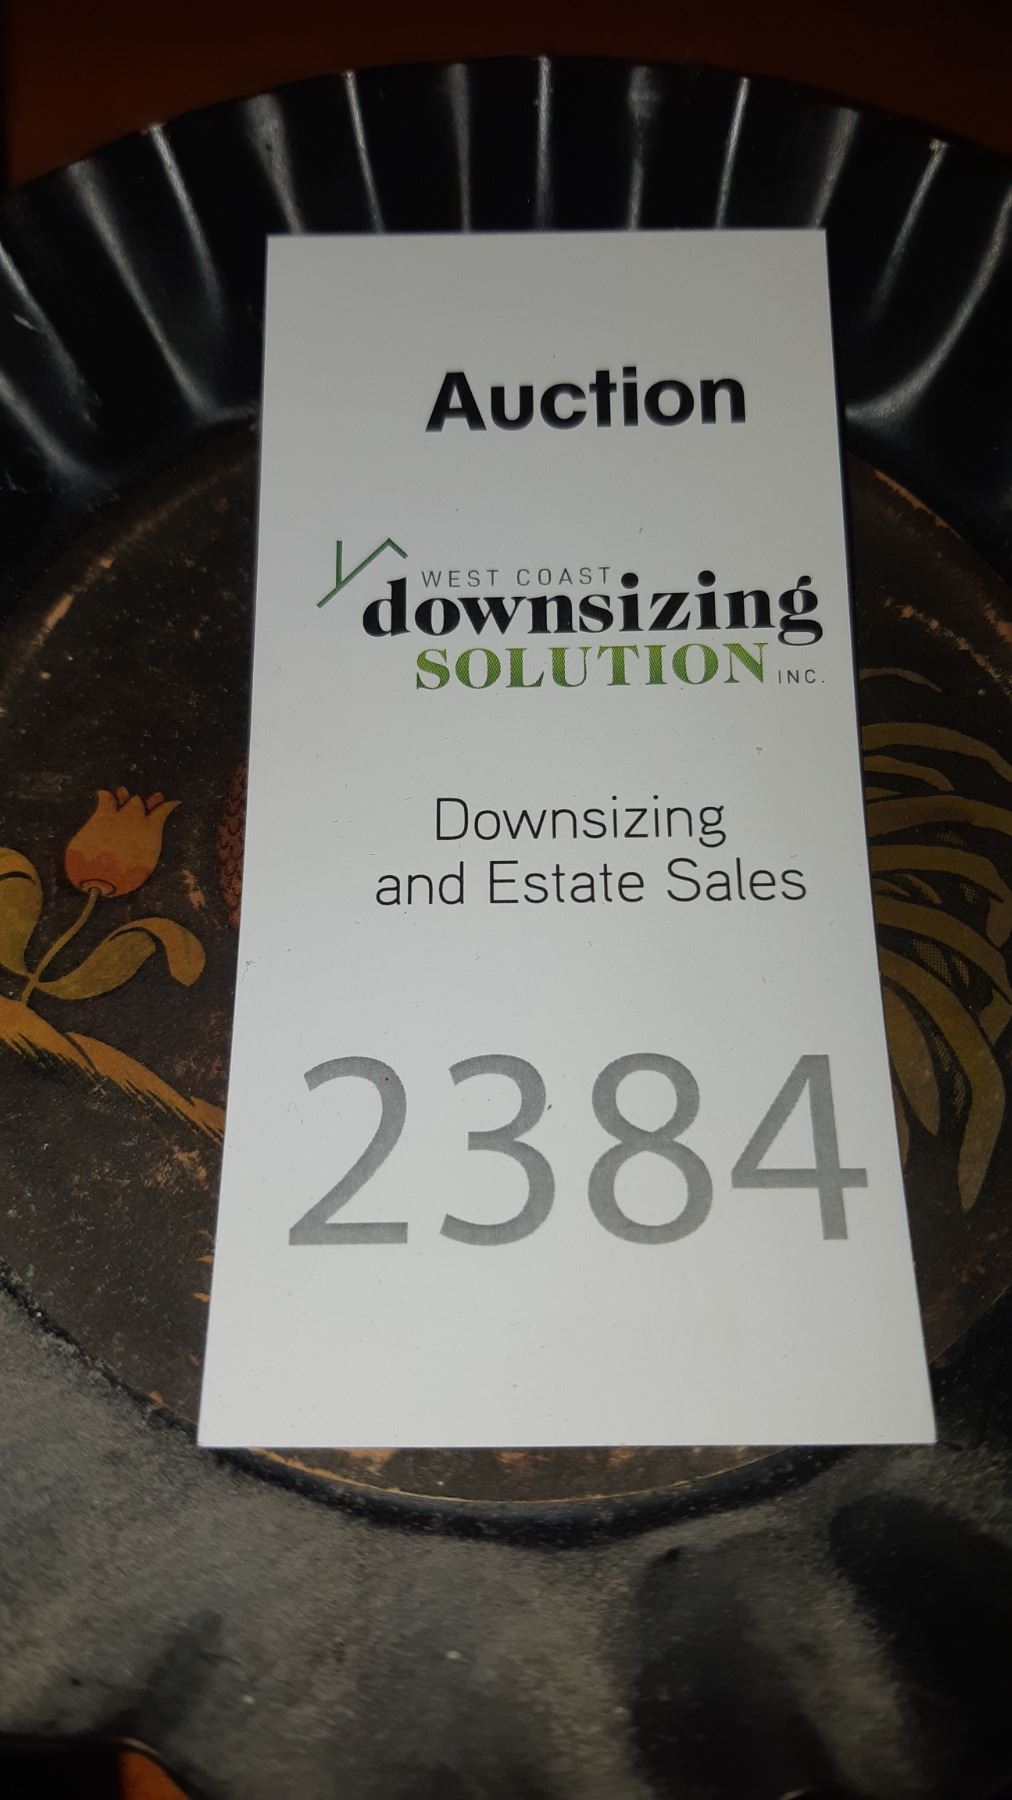 Auction
WEST COAST
downsizing
SOLUTION INC.
Downsizing
and Estate Sales
2384